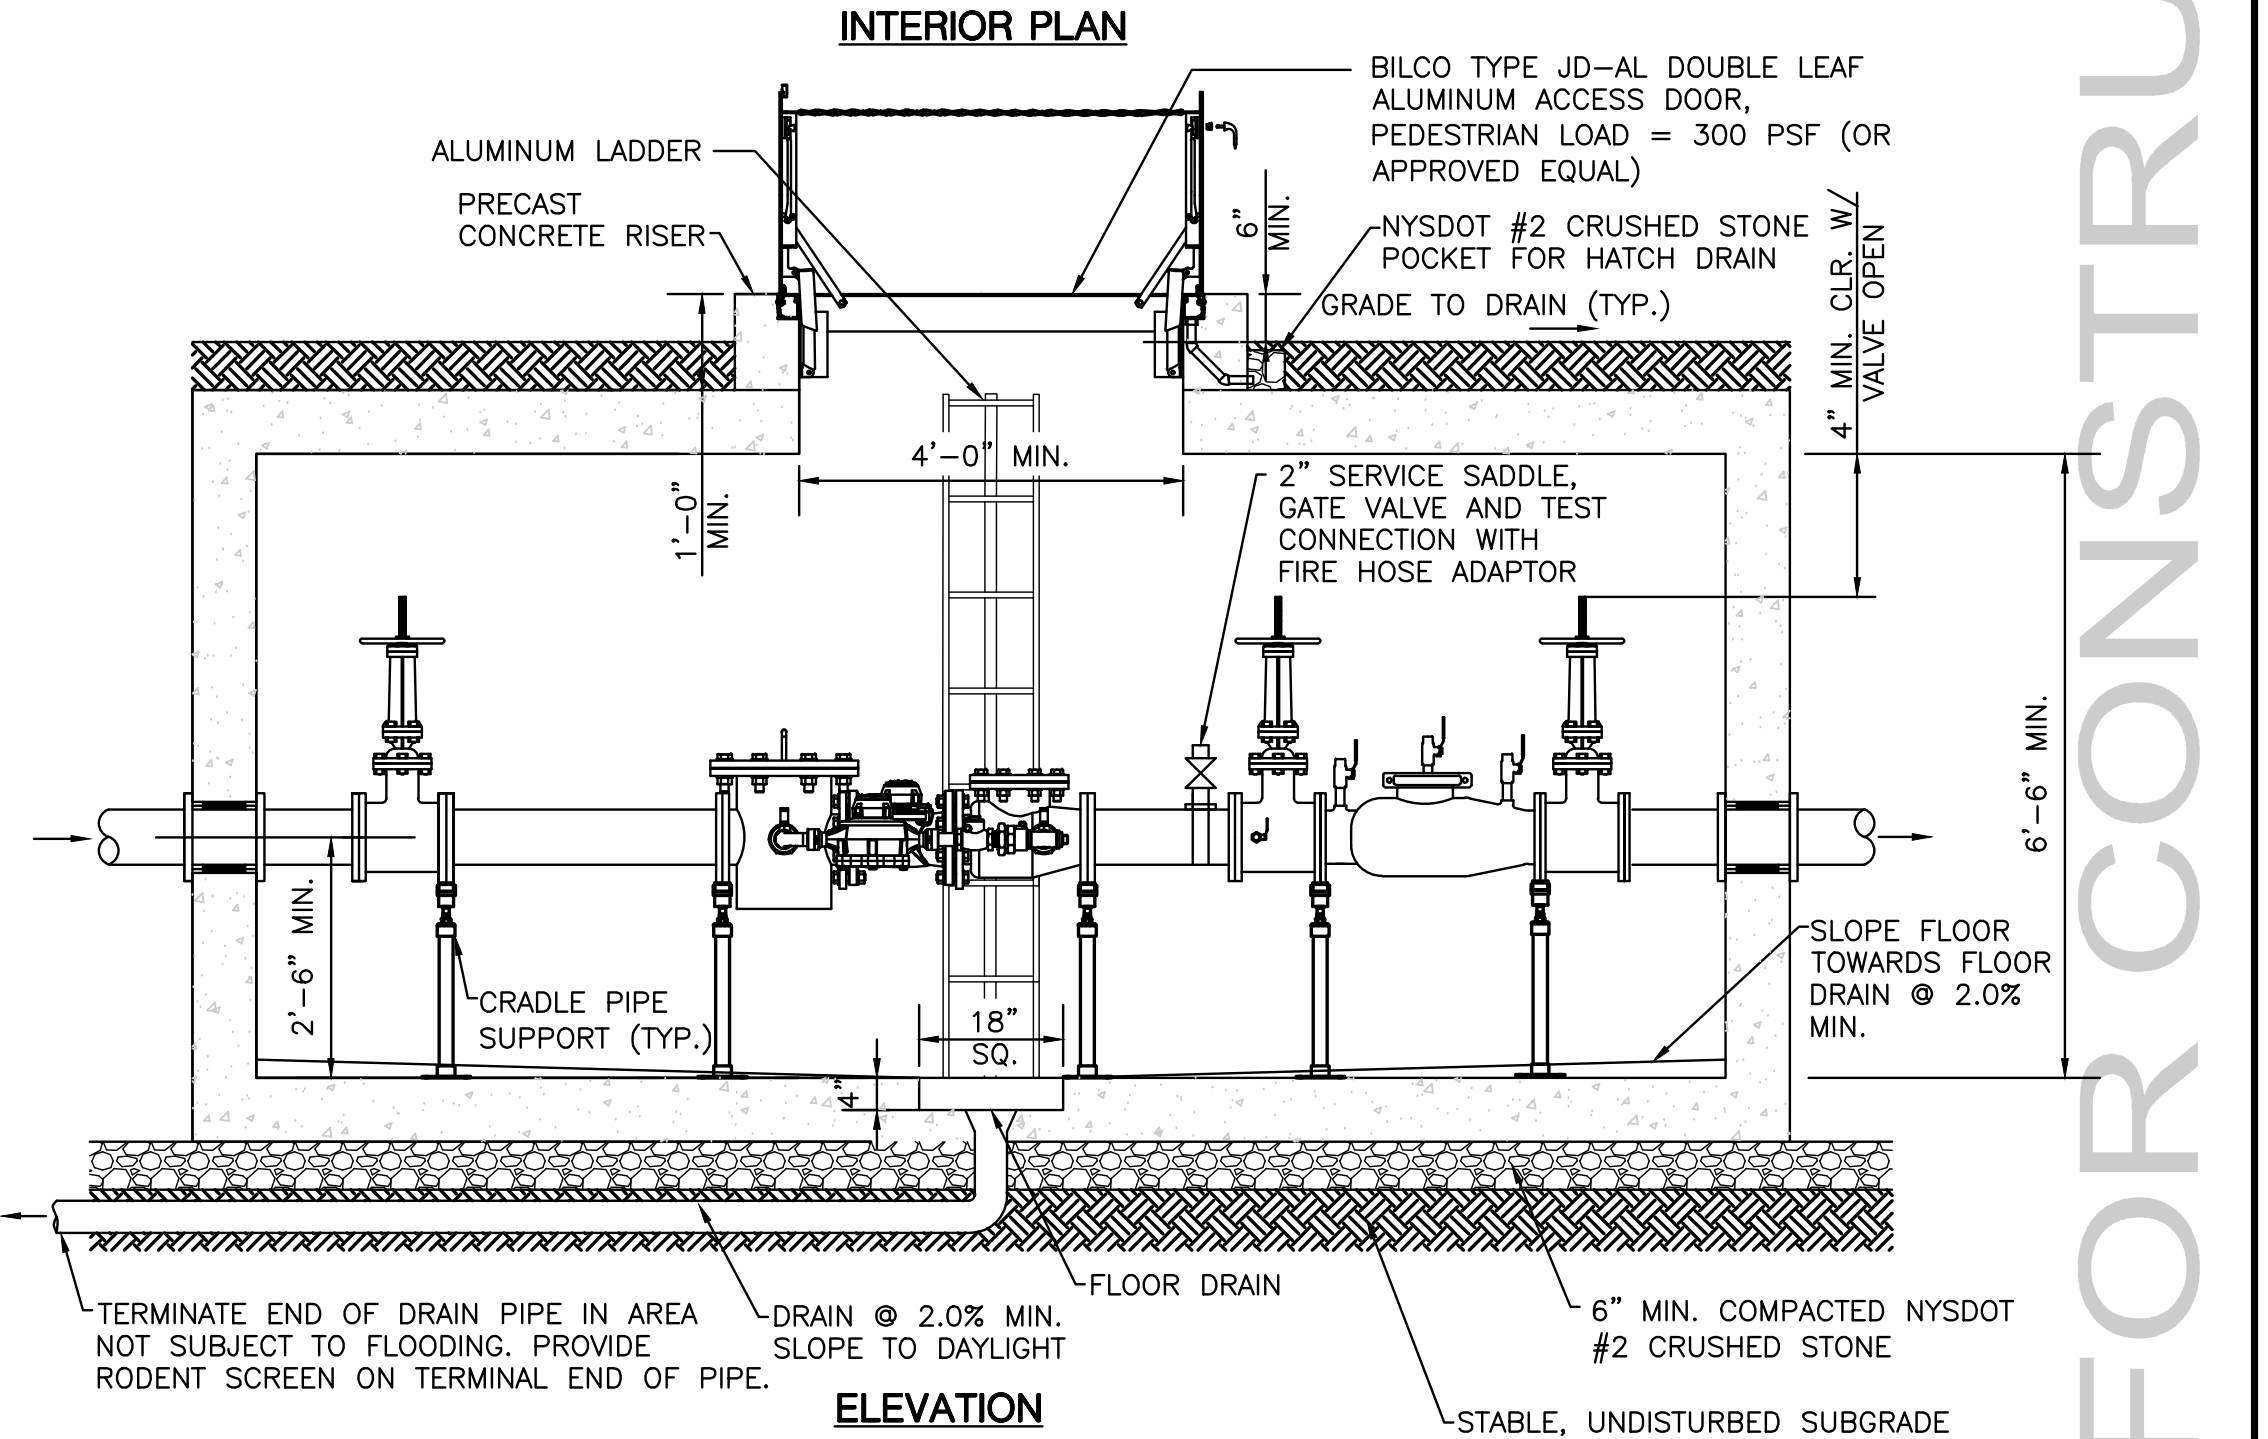 INTERIOR PLAN
BILCO TYPE JD-AL DOUBLE LEAF
ALUMINUM ACCESS DOOR,
PEDESTRIAN LOAD = 300 PSF (OR
APPROVED EQUAL)
ALUMINUM LADDER
PRECAST
CONCRETE RISER
6"
MIN.
NYSDOT #2 CRUSHED STONE
POCKET FOR HATCH DRAIN
GRADE TO DRAIN (TYP.)
4" MIN. CLR. W/
VALVE OPEN
4'-0" MIN.
1'-0"
MIN.
2" SERVICE SADDLE,
GATE VALVE AND TEST
CONNECTION WITH
FIRE HOSE ADAPTOR
6'-6" MIN.
2'-6" MIN.
CRADLE PIPE
SUPPORT (TYP.)
18"
SQ.
4"
SLOPE FLOOR
TOWARDS FLOOR
DRAIN @ 2.0%
MIN.
FLOOR DRAIN
TERMINATE END OF DRAIN PIPE IN AREA
NOT SUBJECT TO FLOODING. PROVIDE
RODENT SCREEN ON TERMINAL END OF PIPE.
DRAIN @ 2.0% MIN.
SLOPE TO DAYLIGHT
6" MIN. COMPACTED NYSDOT
#2 CRUSHED STONE
STABLE, UNDISTURBED SUBGRADE
ELEVATION
FOR CONSTRU